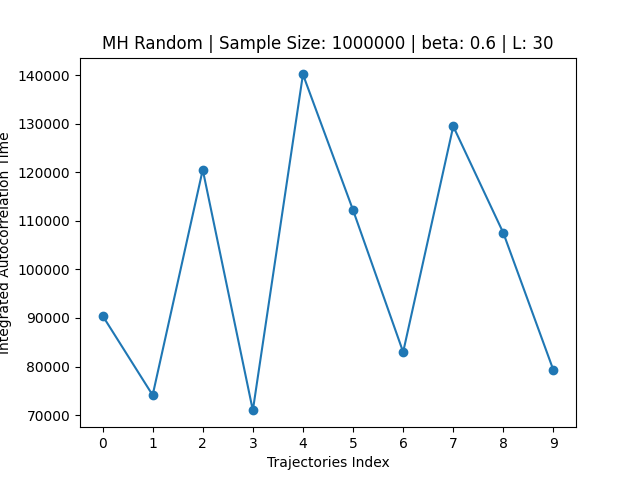 MH Random | Sample Size: 1000000 | beta: 0.6 | L: 30
140000
130000
120000
110000
100000
90000
80000
70000
Integrated Autocorrelation Time
0 1 2 3 4 5 6 7 8 9
Trajectories Index